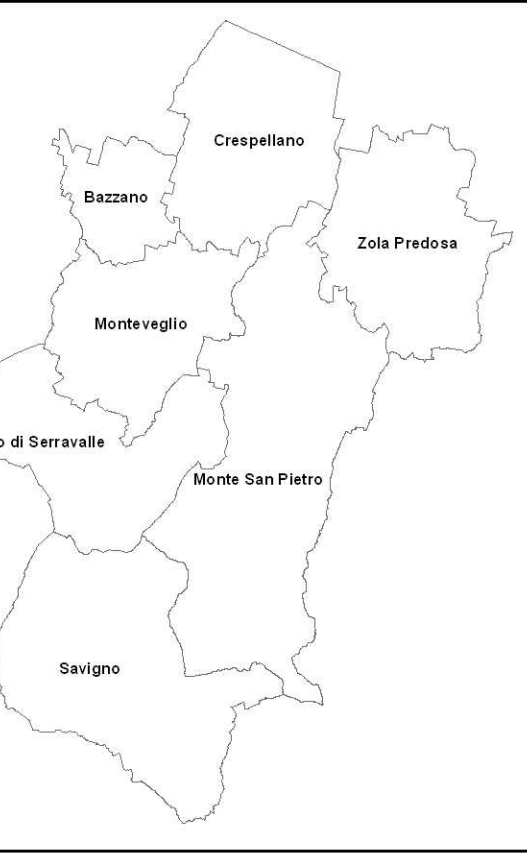 Crespellano
Bazzano
Zola Predosa
Monteveglio
o di Serravalle
Monte San Pietro
Savigno